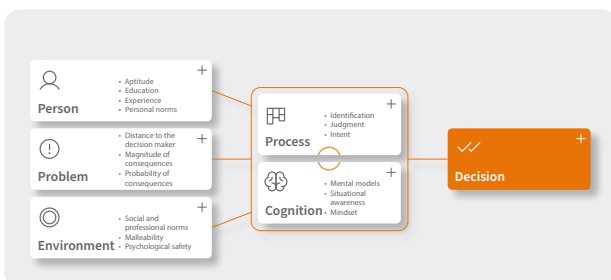 Person
• Aptitude
• Education
• Experience
• Personal norms
Problem
• Distance to the
decision maker
• Magnitude of
consequences
• Probability of
consequences
Environment
• Social and
professional norms
• Malleability
• Psychological safety
Process
• Identification
• Judgment
• Intent
Cognition
• Mental models
• Situational
awareness
• Mindset
Decision